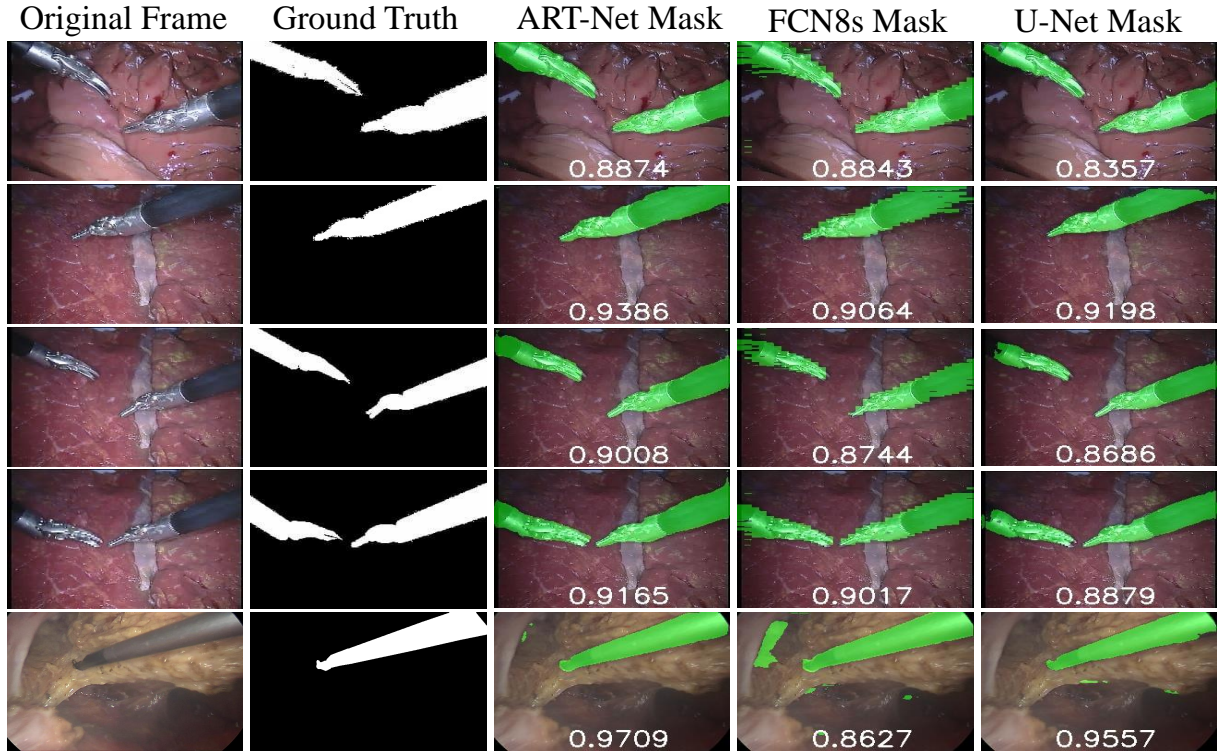 Original Frame Ground Truth ART-Net Mask FCN8s Mask U-Net Mask
0.8874 0.8843 0.8357
0.9386 0.9064 0.9198
0.9008 0.8744 0.8686
0.9165 0.9017 0.8879
0.9709 0.8627 0.9557